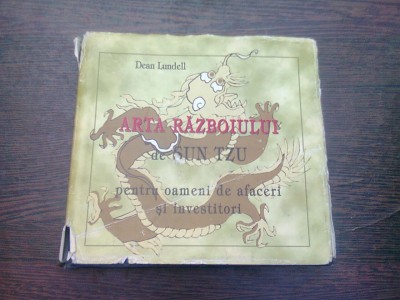 Dean Lundell
ARTA RĂZBOIULUI
de SUN TZU
pentru oameni de afaceri
și investitori